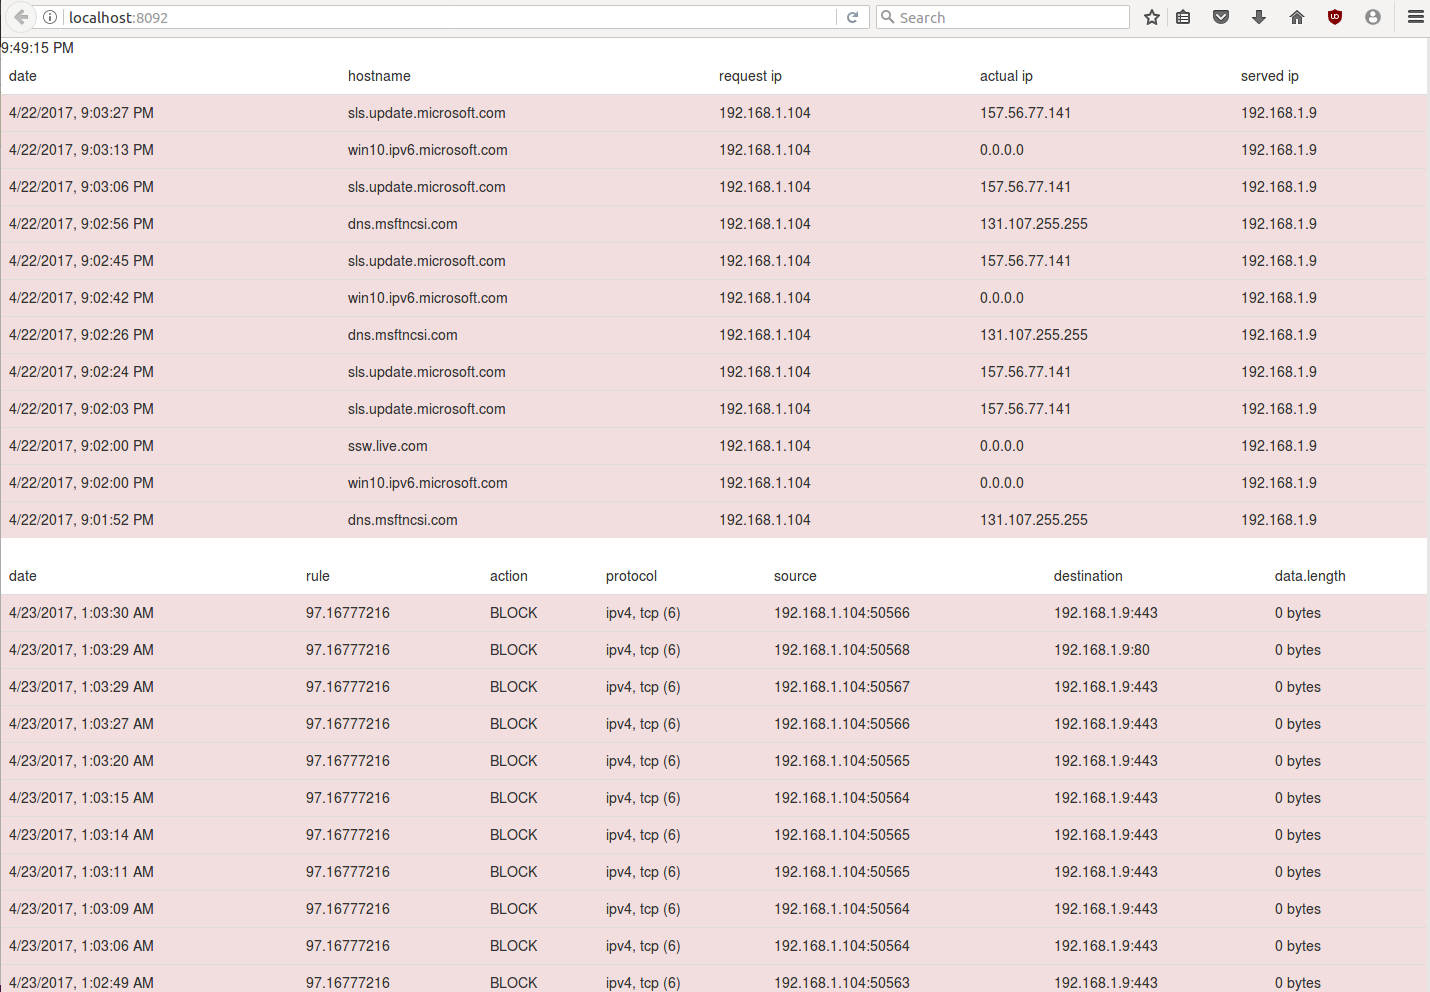 localhost:8092
Search
9:49:15 PM
date hostname request ip actual ip served ip
4/22/2017, 9:03:27 PM sls.update.microsoft.com 192.168.1.104 157.56.77.141 192.168.1.9
4/22/2017, 9:03:13 PM win10.ipv6.microsoft.com 192.168.1.104 0.0.0.0 192.168.1.9
4/22/2017, 9:03:06 PM sls.update.microsoft.com 192.168.1.104 157.56.77.141 192.168.1.9
4/22/2017, 9:02:56 PM dns.msftncsi.com 192.168.1.104 131.107.255.255 192.168.1.9
4/22/2017, 9:02:45 PM sls.update.microsoft.com 192.168.1.104 157.56.77.141 192.168.1.9
4/22/2017, 9:02:42 PM win10.ipv6.microsoft.com 192.168.1.104 0.0.0.0 192.168.1.9
4/22/2017, 9:02:26 PM dns.msftncsi.com 192.168.1.104 131.107.255.255 192.168.1.9
4/22/2017, 9:02:24 PM sls.update.microsoft.com 192.168.1.104 157.56.77.141 192.168.1.9
4/22/2017, 9:02:03 PM sls.update.microsoft.com 192.168.1.104 157.56.77.141 192.168.1.9
4/22/2017, 9:02:00 PM ssw.live.com 192.168.1.104 0.0.0.0 192.168.1.9
4/22/2017, 9:02:00 PM win10.ipv6.microsoft.com 192.168.1.104 0.0.0.0 192.168.1.9
4/22/2017, 9:01:52 PM dns.msftncsi.com 192.168.1.104 131.107.255.255 192.168.1.9
date rule action protocol source destination data.length
4/23/2017, 1:03:30 AM 97.16777216 BLOCK ipv4, tcp (6) 192.168.1.104:50566 192.168.1.9:443 0 bytes
4/23/2017, 1:03:29 AM 97.16777216 BLOCK ipv4, tcp (6) 192.168.1.104:50568 192.168.1.9:80 0 bytes
4/23/2017, 1:03:29 AM 97.16777216 BLOCK ipv4, tcp (6) 192.168.1.104:50567 192.168.1.9:443 0 bytes
4/23/2017, 1:03:27 AM 97.16777216 BLOCK ipv4, tcp (6) 192.168.1.104:50566 192.168.1.9:443 0 bytes
4/23/2017, 1:03:20 AM 97.16777216 BLOCK ipv4, tcp (6) 192.168.1.104:50565 192.168.1.9:443 0 bytes
4/23/2017, 1:03:15 AM 97.16777216 BLOCK ipv4, tcp (6) 192.168.1.104:50564 192.168.1.9:443 0 bytes
4/23/2017, 1:03:14 AM 97.16777216 BLOCK ipv4, tcp (6) 192.168.1.104:50565 192.168.1.9:443 0 bytes
4/23/2017, 1:03:11 AM 97.16777216 BLOCK ipv4, tcp (6) 192.168.1.104:50565 192.168.1.9:443 0 bytes
4/23/2017, 1:03:09 AM 97.16777216 BLOCK ipv4, tcp (6) 192.168.1.104:50564 192.168.1.9:443 0 bytes
4/23/2017, 1:03:06 AM 97.16777216 BLOCK ipv4, tcp (6) 192.168.1.104:50564 192.168.1.9:443 0 bytes
4/23/2017, 1:02:49 AM 97.16777216 BLOCK ipv4, tcp (6) 192.168.1.104:50563 192.168.1.9:443 0 bytes